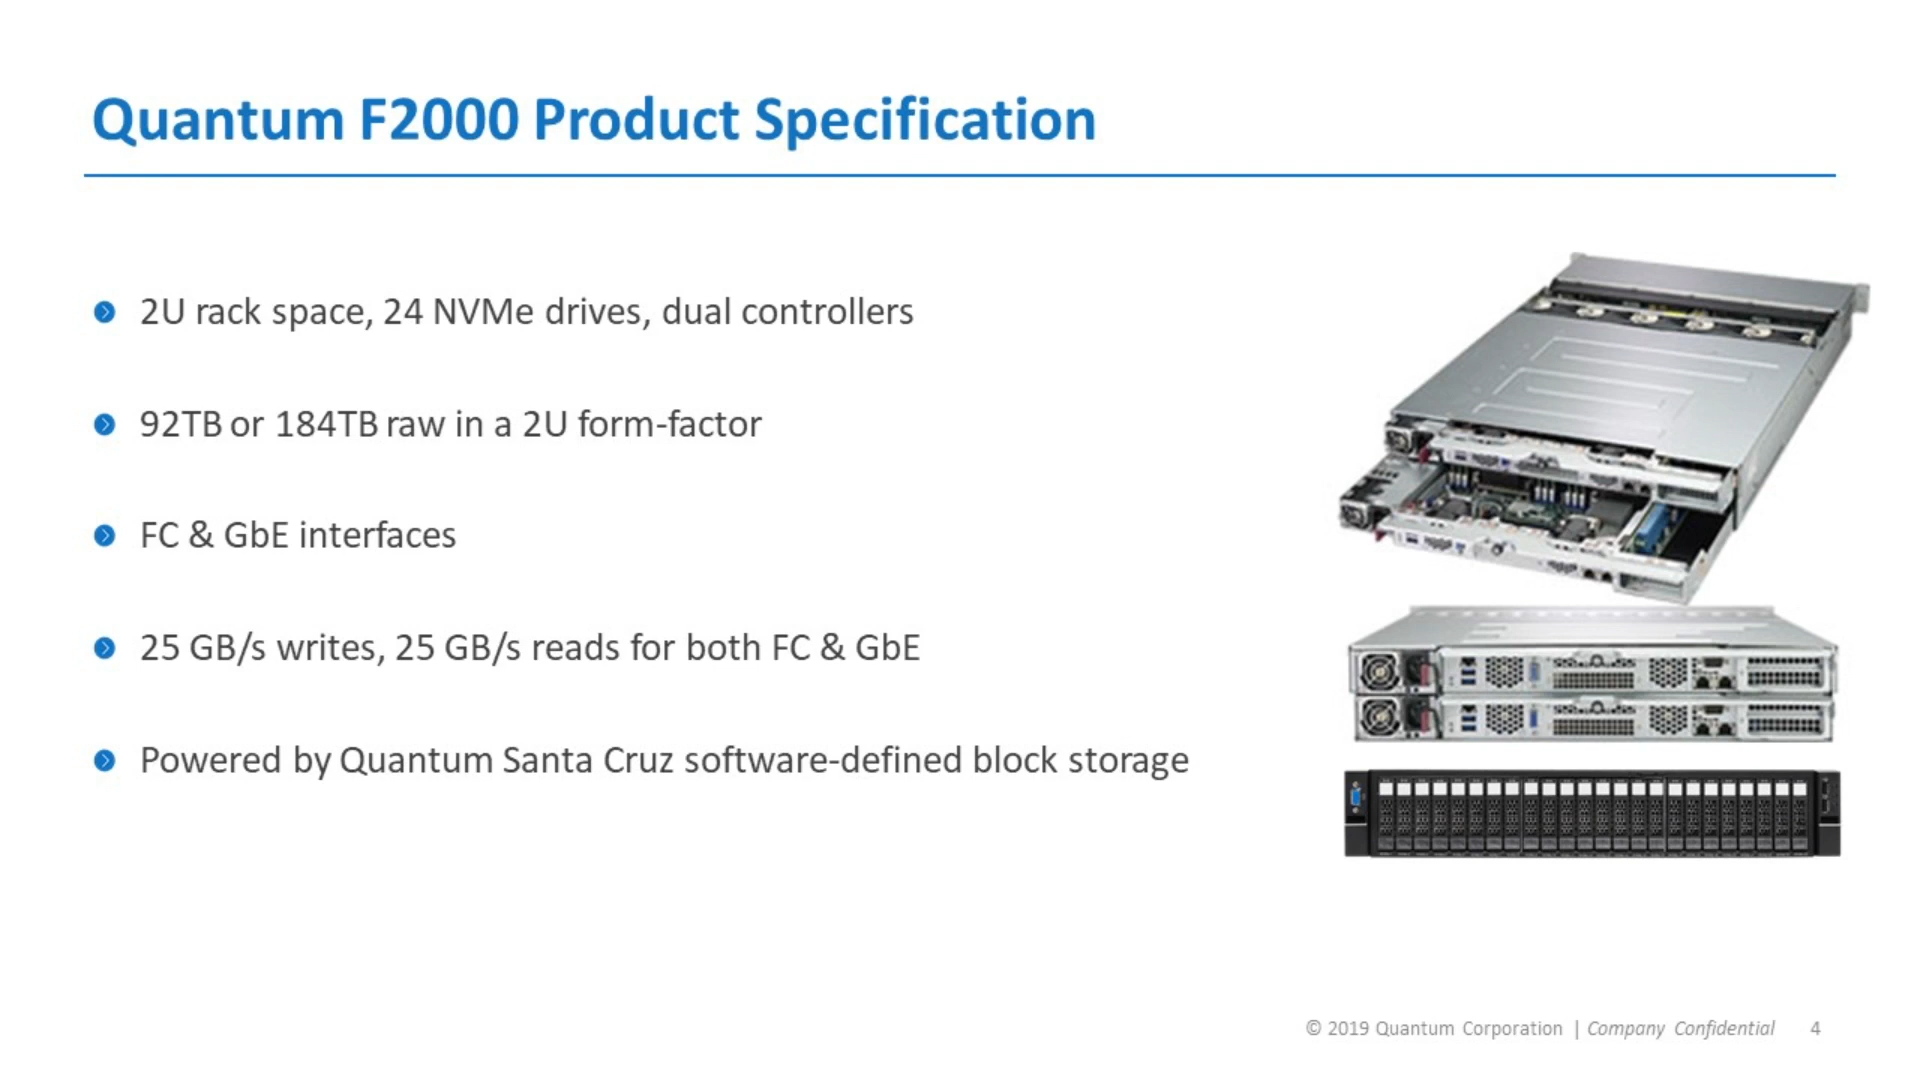 Quantum F2000 Product Specification
2U rack space, 24 NVMe drives, dual controllers
92TB or 184TB raw in a 2U form-factor
FC & GbE interfaces
25 GB/s writes, 25 GB/s reads for both FC & GbE
Powered by Quantum Santa Cruz software-defined block storage
© 2019 Quantum Corporation | Company Confidential 4